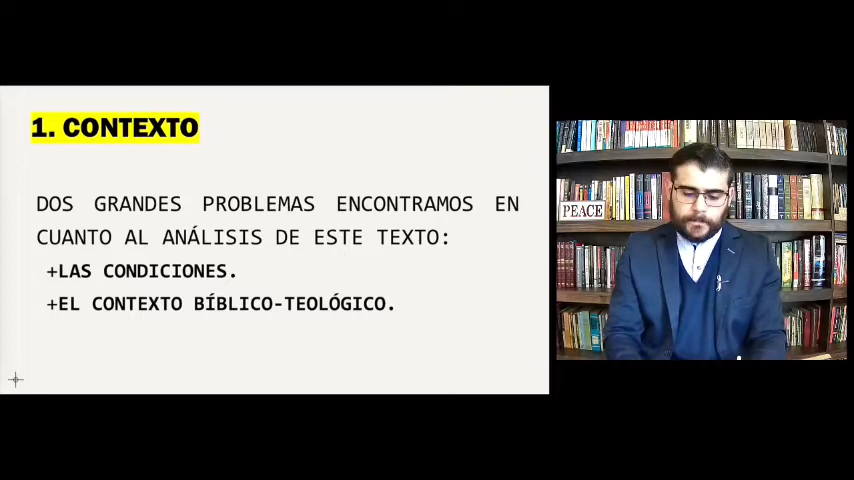 1. CONTEXTO
DOS GRANDES PROBLEMAS ENCONTRAMOS EN
CUANTO AL ANÁLISIS DE ESTE TEXTO:
+LAS CONDICIONES.
+EL CONTEXTO BÍBLICO-TEOLÓGICO.
PEACE